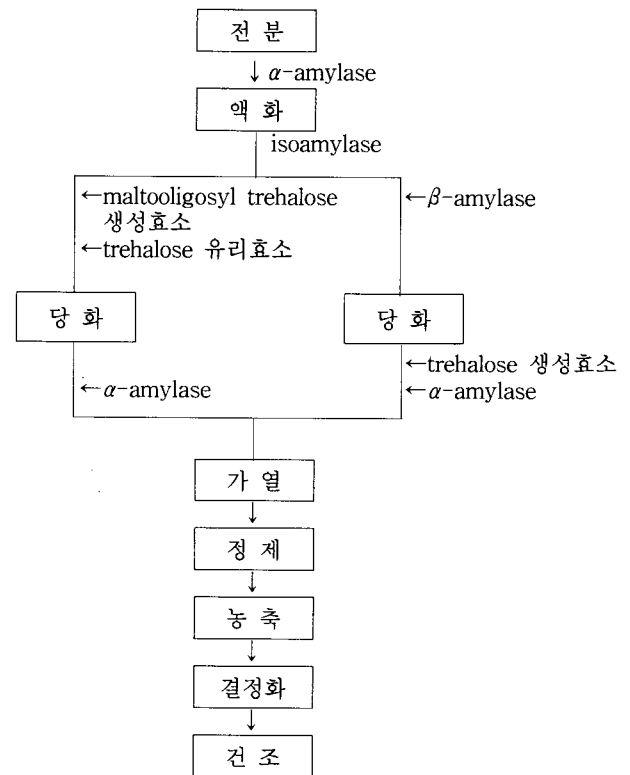 전 분
↓ α-amylase
액 화
isoamylase
←maltooligosyl trehalose
생성효소
←trehalose 유리효소
←β-amylase
당 화
당 화
←trehalose 생성효소
←α-amylase
←α-amylase
가 열
↓
정 제
↓
농 축
↓
결정화
↓
건 조